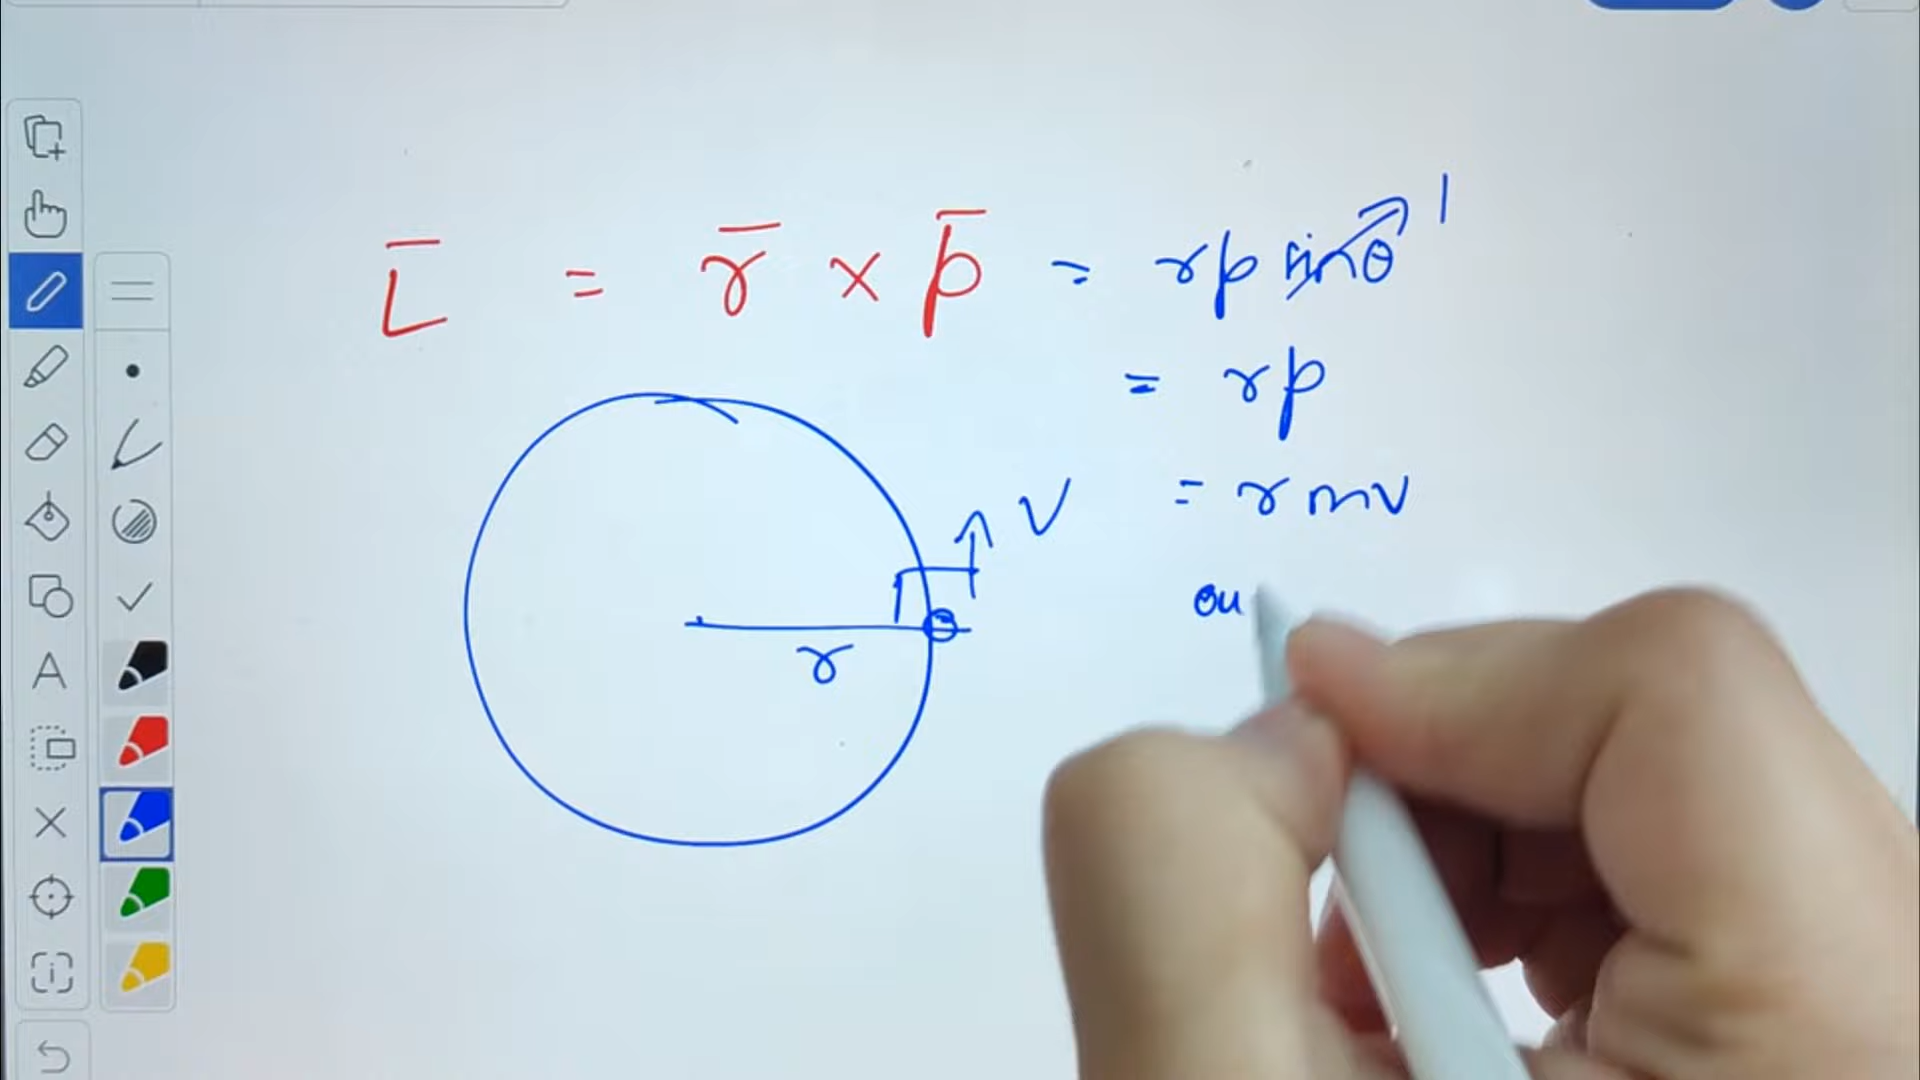 L̄ = r̄ × p̄ = rp sinθ 1
= rp
= rmv
V
r
ou
A